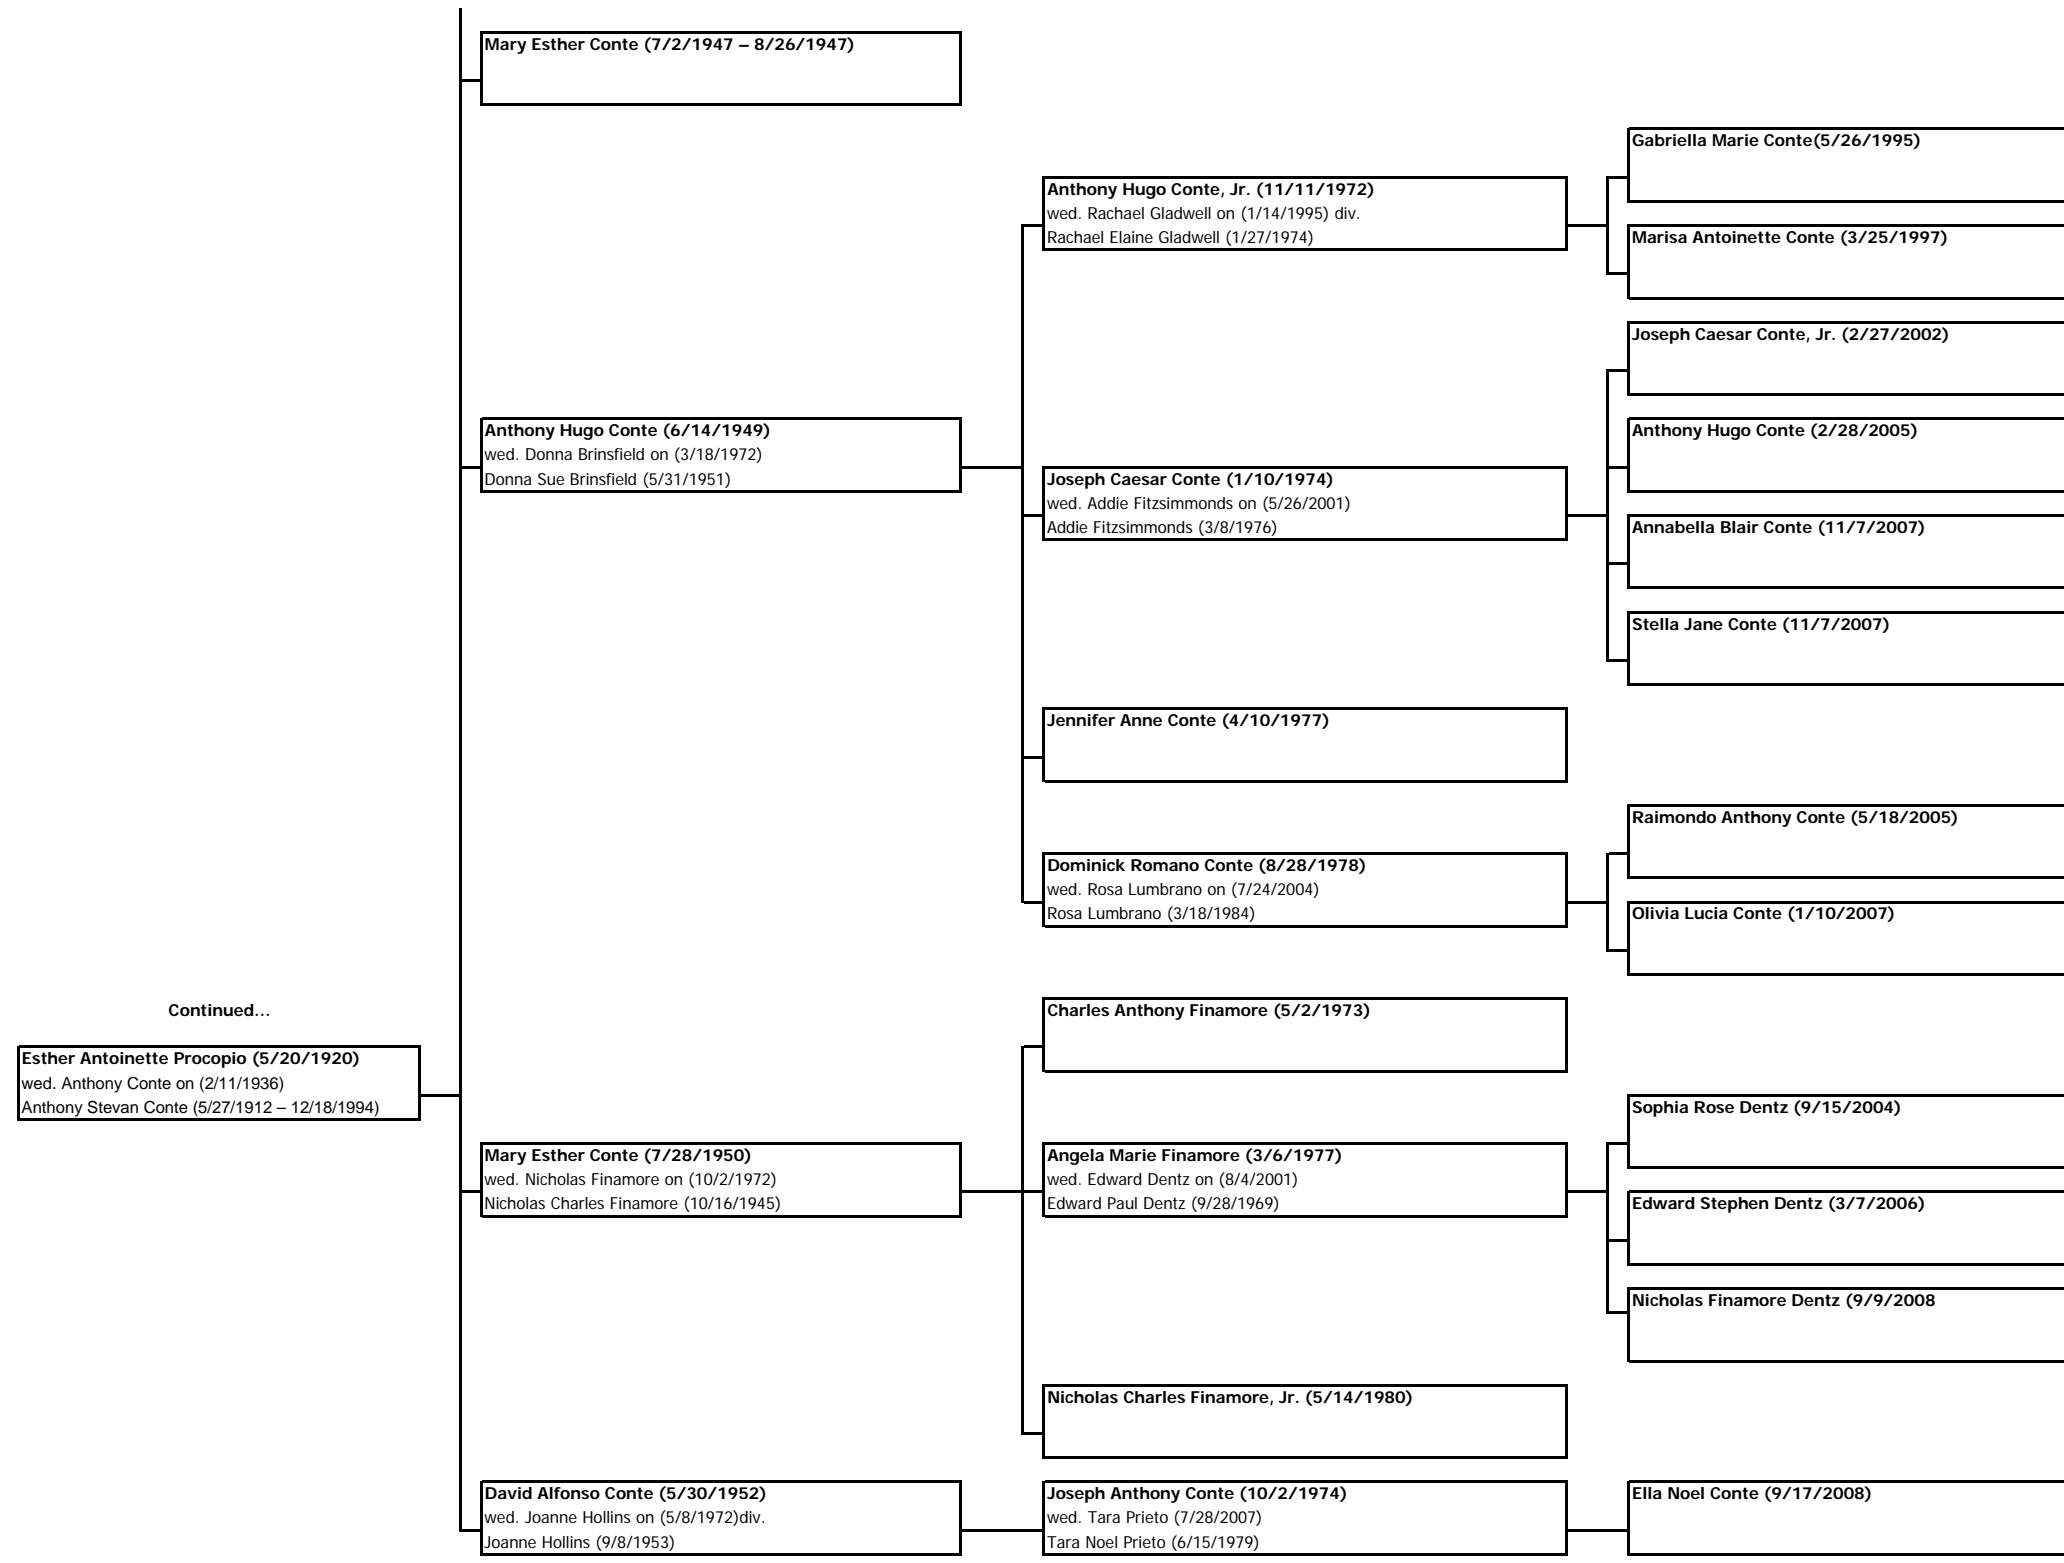 Mary Esther Conte (7/2/1947 – 8/26/1947)
Gabriella Marie Conte(5/26/1995)
Anthony Hugo Conte, Jr. (11/11/1972)
wed. Rachael Gladwell on (1/14/1995) div.
Rachael Elaine Gladwell (1/27/1974)
Marisa Antoinette Conte (3/25/1997)
Joseph Caesar Conte, Jr. (2/27/2002)
Anthony Hugo Conte (6/14/1949)
wed. Donna Brinsfield on (3/18/1972)
Donna Sue Brinsfield (5/31/1951)
Anthony Hugo Conte (2/28/2005)
Joseph Caesar Conte (1/10/1974)
wed. Addie Fitzsimmonds on (5/26/2001)
Addie Fitzsimmonds (3/8/1976)
Annabella Blair Conte (11/7/2007)
Stella Jane Conte (11/7/2007)
Jennifer Anne Conte (4/10/1977)
Raimondo Anthony Conte (5/18/2005)
Dominick Romano Conte (8/28/1978)
wed. Rosa Lumbrano on (7/24/2004)
Rosa Lumbrano (3/18/1984)
Olivia Lucia Conte (1/10/2007)
Continued...
Charles Anthony Finamore (5/2/1973)
Esther Antoinette Procopio (5/20/1920)
wed. Anthony Conte on (2/11/1936)
Anthony Stevan Conte (5/27/1912 – 12/18/1994)
Sophia Rose Dentz (9/15/2004)
Mary Esther Conte (7/28/1950)
wed. Nicholas Finamore on (10/2/1972)
Nicholas Charles Finamore (10/16/1945)
Angela Marie Finamore (3/6/1977)
wed. Edward Dentz on (8/4/2001)
Edward Paul Dentz (9/28/1969)
Edward Stephen Dentz (3/7/2006)
Nicholas Finamore Dentz (9/9/2008
Nicholas Charles Finamore, Jr. (5/14/1980)
David Alfonso Conte (5/30/1952)
wed. Joanne Hollins on (5/8/1972)div.
Joanne Hollins (9/8/1953)
Joseph Anthony Conte (10/2/1974)
wed. Tara Prieto (7/28/2007)
Tara Noel Prieto (6/15/1979)
Ella Noel Conte (9/17/2008)